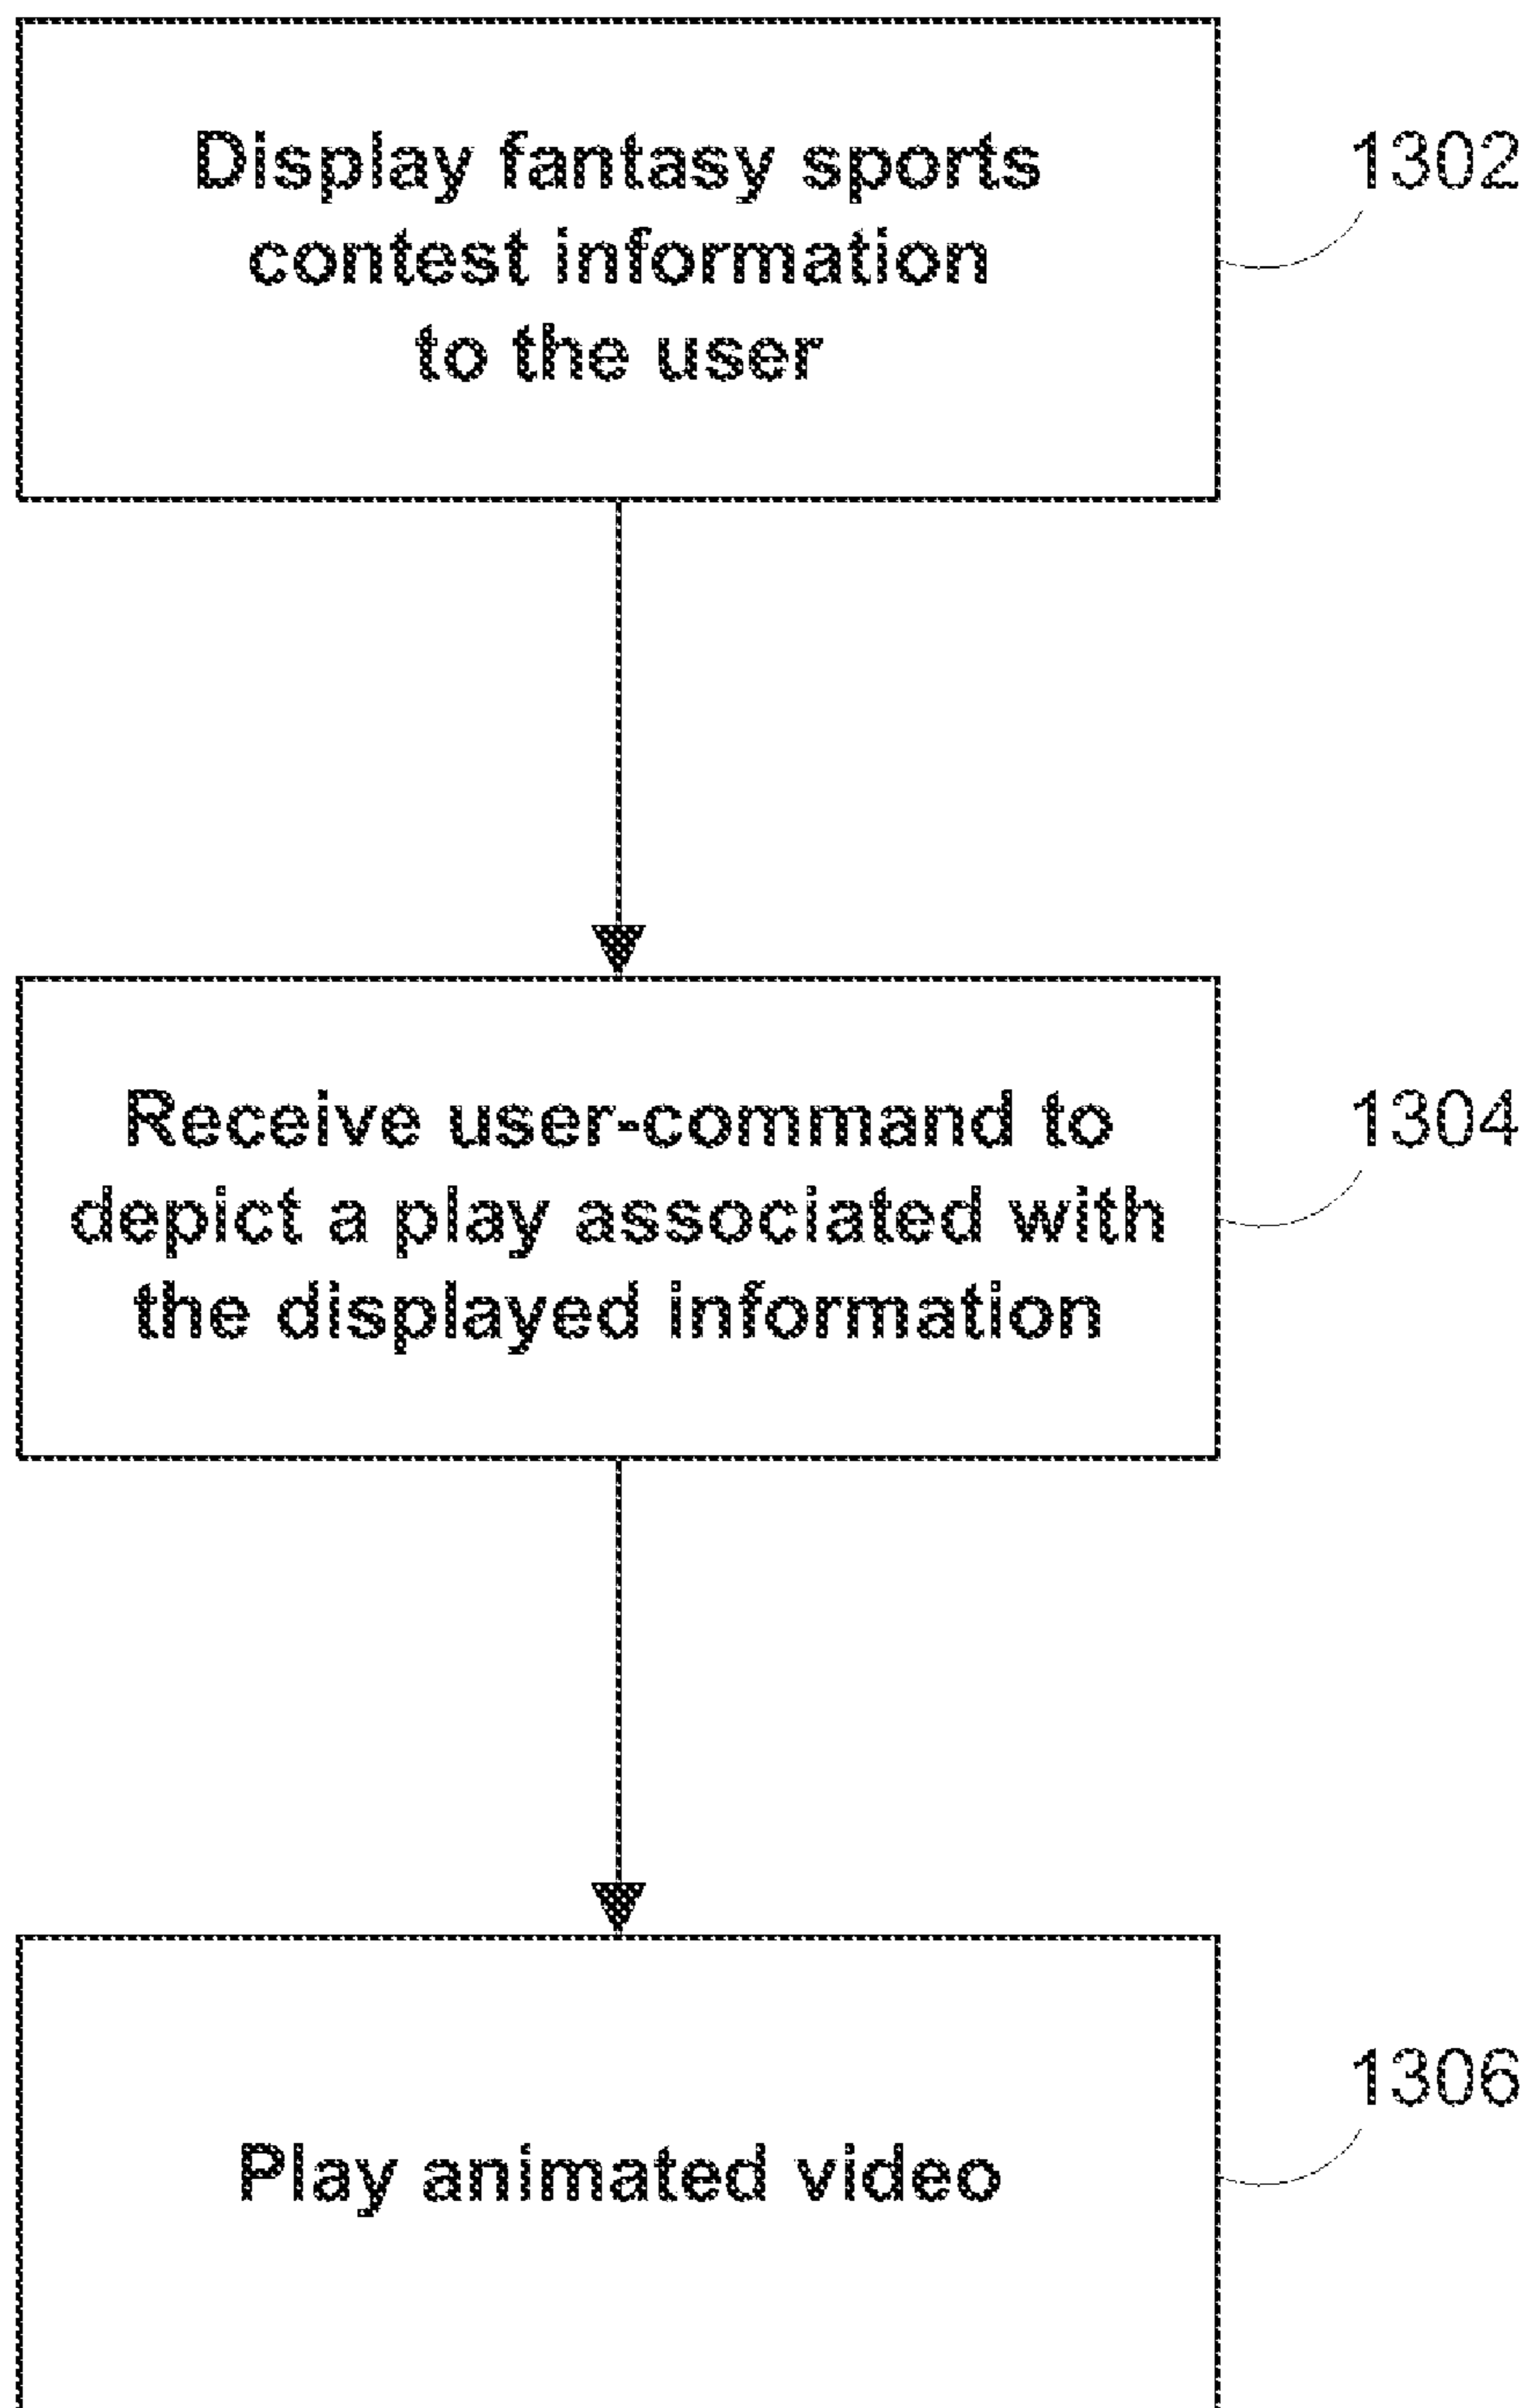 Display fantasy sports
contest information
to the user
1302
Receive user-command to
depict a play associated with
the displayed information
1304
Play animated video
1306